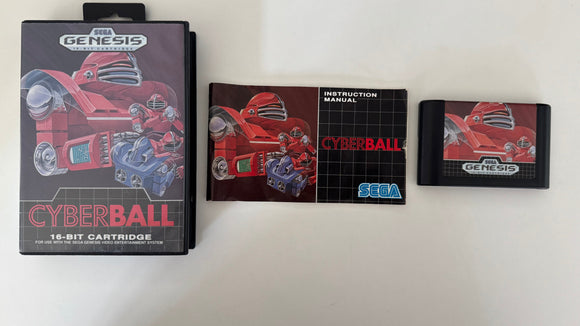 SEGA
GENESIS
16-BIT CARTRIDGE
CYBERBALL
16-BIT CARTRIDGE
FOR USE WITH THE SEGA GENESIS VIDEO ENTERTAINMENT SYSTEM
INSTRUCTION
MANUAL
CYBERBALL
SEGA
SEGA
GENESIS